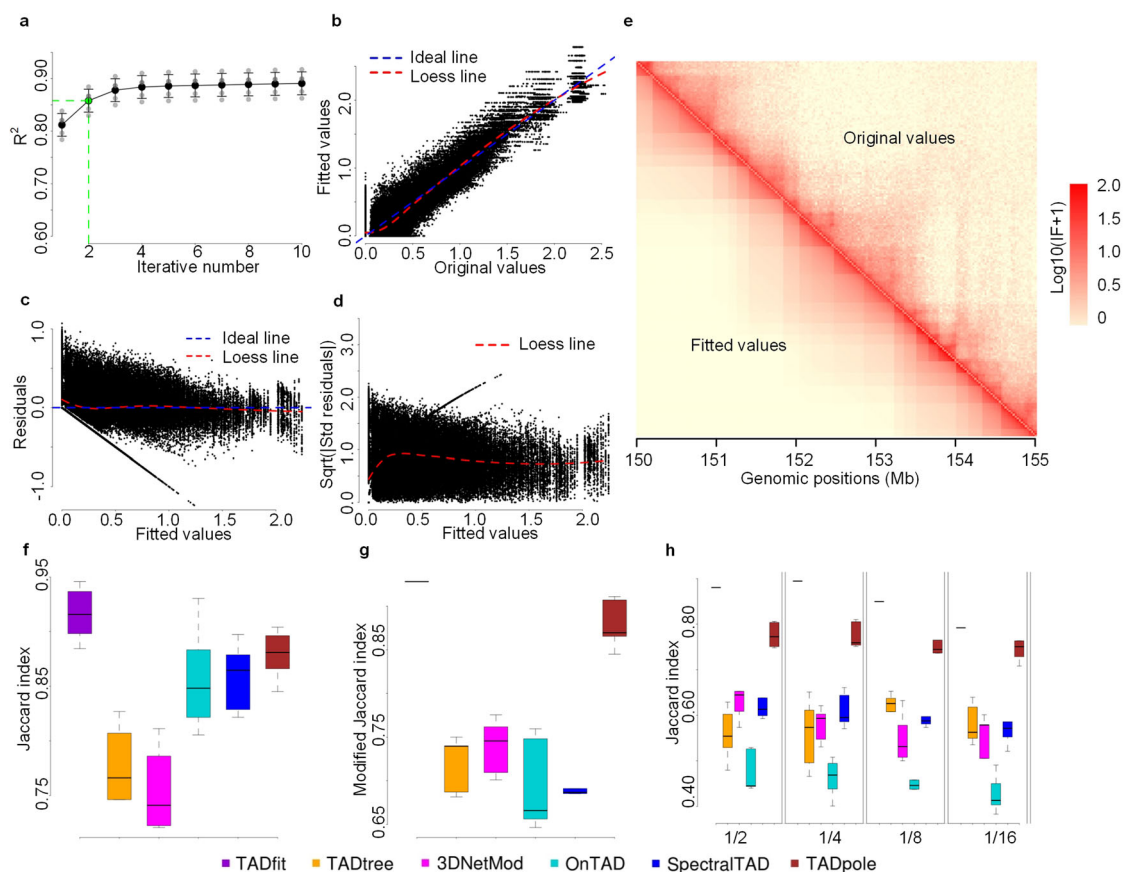 a
0.90
0.80
0.70
0.60
R²
2
4
6
8
10
Iterative number
b
Ideal line
Loess line
2.0
1.0
0.0
Fitted values
0.0
0.5
1.0
1.5
2.0
2.5
Original values
c
Ideal line
Loess line
1.0
0.0
-1.0
Residuals
0.0
0.5
1.0
1.5
2.0
Fitted values
d
Loess line
3.0
2.0
1.0
0.0
Sqrt(|Std residuals|)
0.0
0.5
1.0
1.5
2.0
Fitted values
e
Original values
Fitted values
150
151
152
153
154
155
Genomic positions (Mb)
Log10(IF+1)
2.0
1.5
1.0
0
f
0.95
0.85
0.75
Jaccard index
g
0.85
0.75
0.65
Modified Jaccard index
h
0.80
0.60
0.40
Jaccard index
1/2
1/4
1/8
1/16
TADfit
TADtree
3DNetMod
OnTAD
SpectralTAD
TADpole